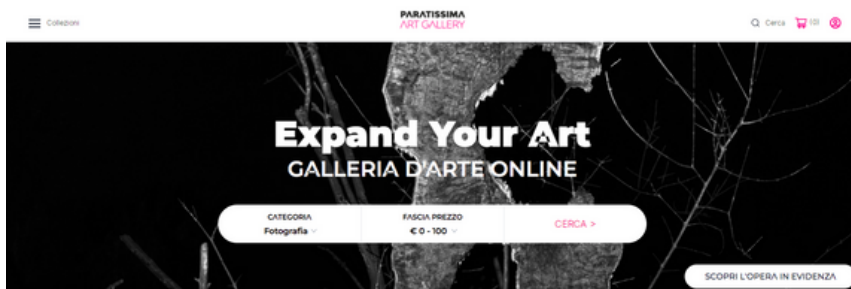 Collezioni
PARATISSIMA
ART GALLERY
Cerca (0)
Expand Your Art
GALLERIA D'ARTE ONLINE
CATEGORIA
Fotografia
FASCIA PREZZO
€ 0 - 100
CERCA >
SCOPRI L'OPERA IN EVIDENZA